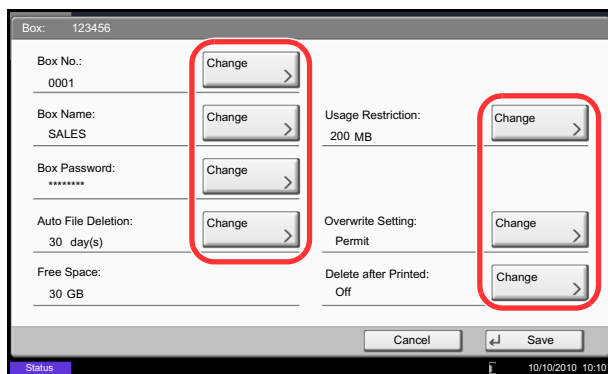 Box: 123456
Box No.:
0001
Change
Box Name:
SALES
Change
Usage Restriction:
200 MB
Change
Box Password:
********
Change
Auto File Deletion:
30 day(s)
Change
Overwrite Setting:
Permit
Change
Free Space:
30 GB
Delete after Printed:
Off
Change
Cancel
Save
Status
10/10/2010 10:10